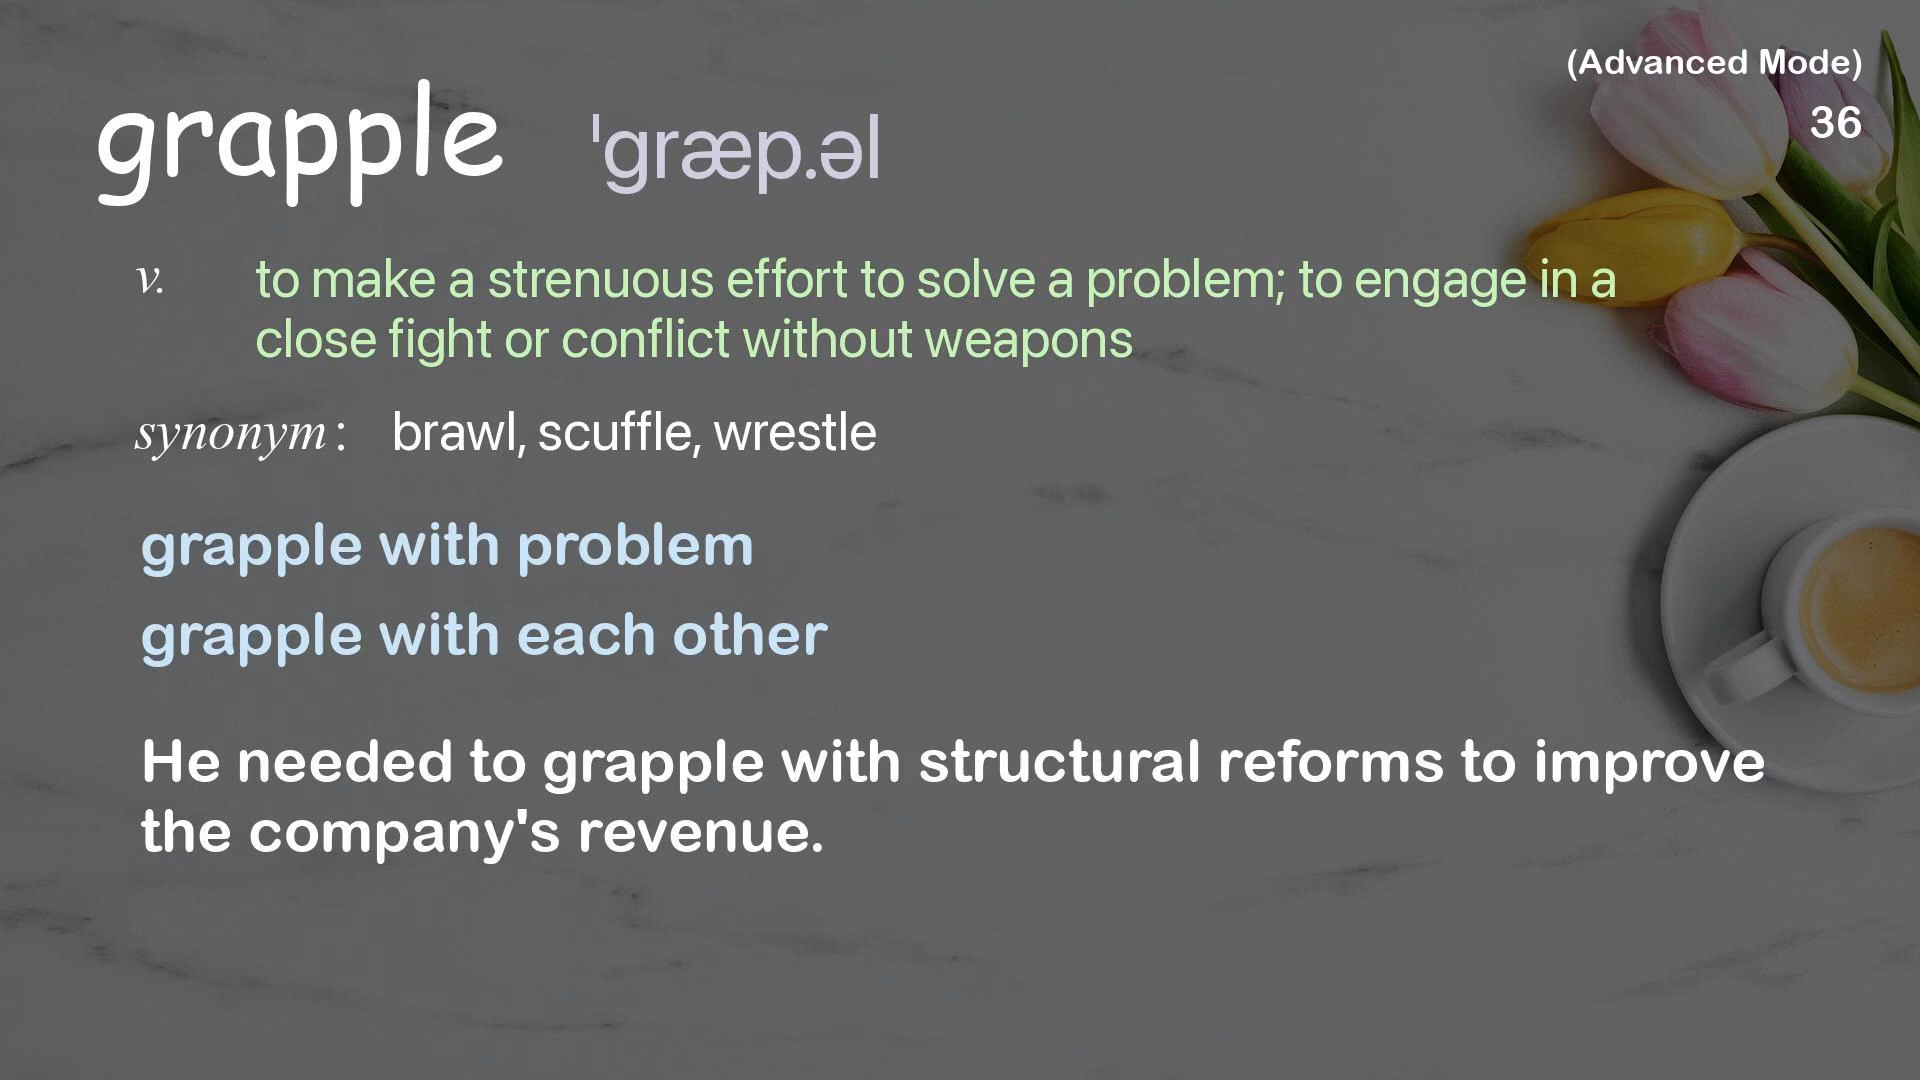 (Advanced Mode)
36
grapple ˈɡræp.əl
v. to make a strenuous effort to solve a problem; to engage in a
close fight or conflict without weapons
synonym: brawl, scuffle, wrestle
grapple with problem
grapple with each other
He needed to grapple with structural reforms to improve
the company's revenue.